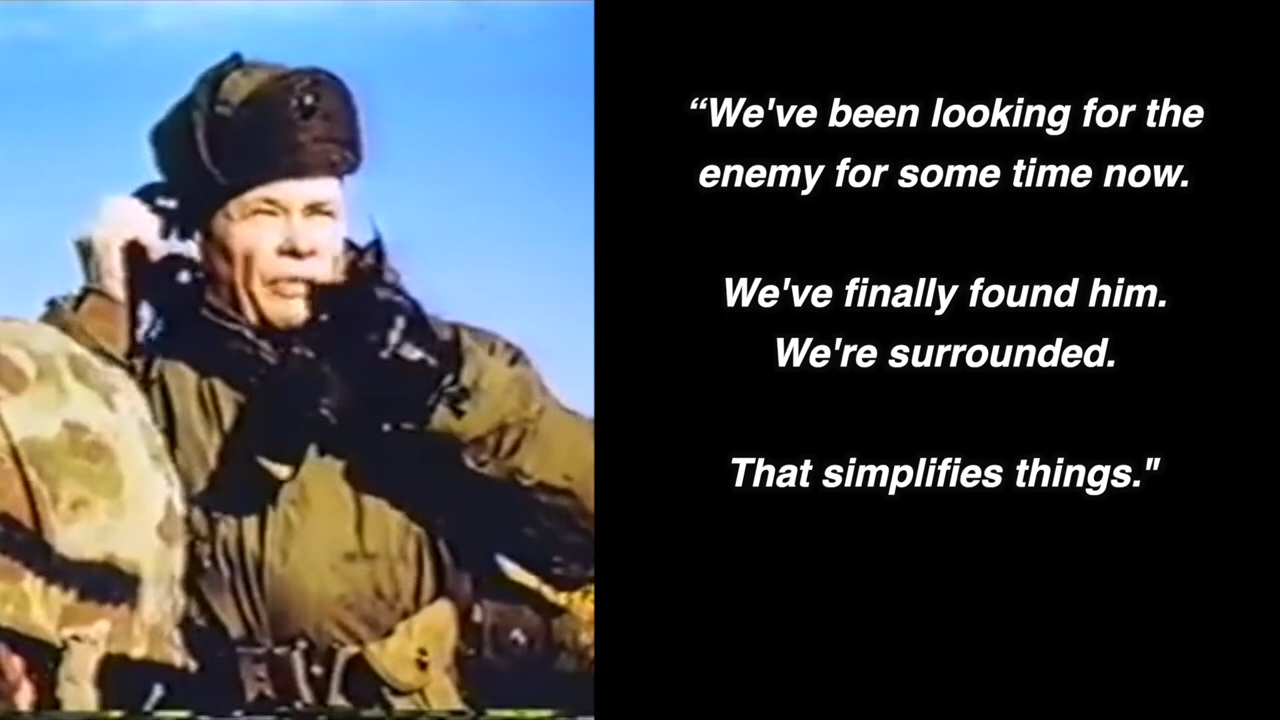 “We've been looking for the
enemy for some time now.
We've finally found him.
We're surrounded.
That simplifies things."